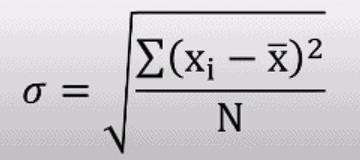 σ = √(∑(xᵢ − x̄)² / N)